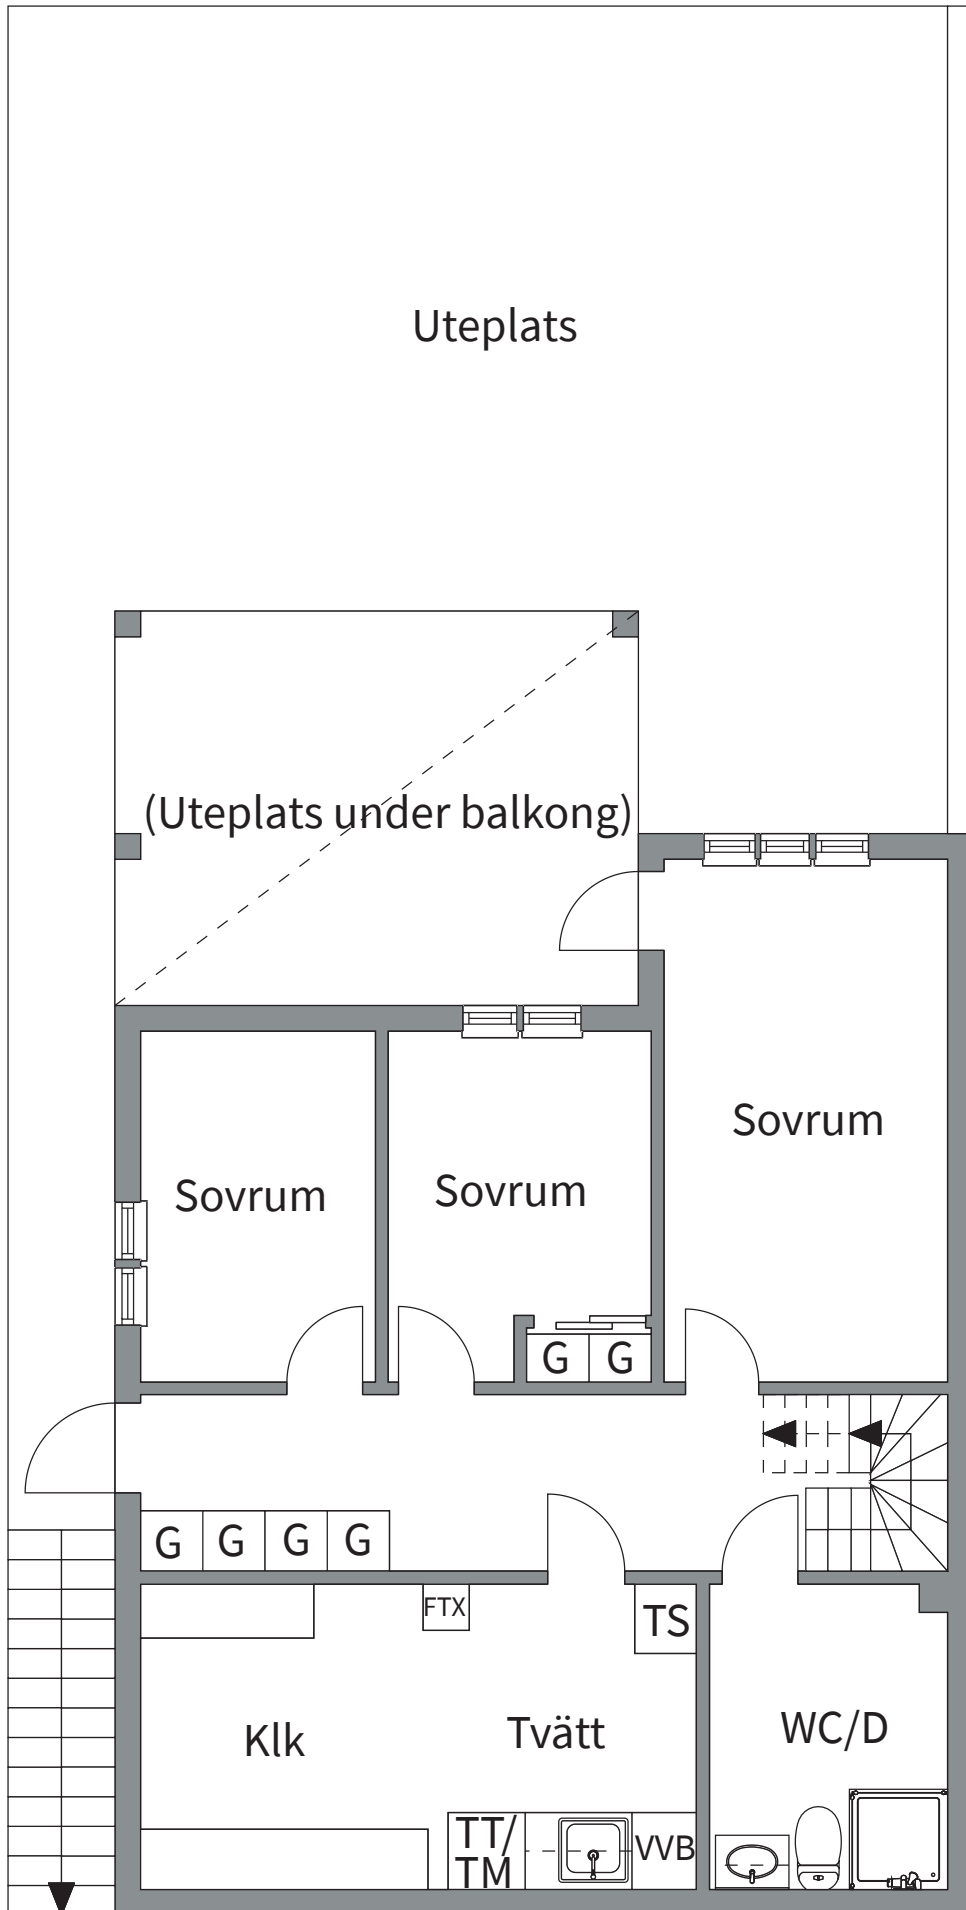 Uteplats
(Uteplats under balkong)
Sovrum
Sovrum
Sovrum
G G
G G G G
FTX
TS
Klk
Tvätt
WC/D
TT/
TM
VVB